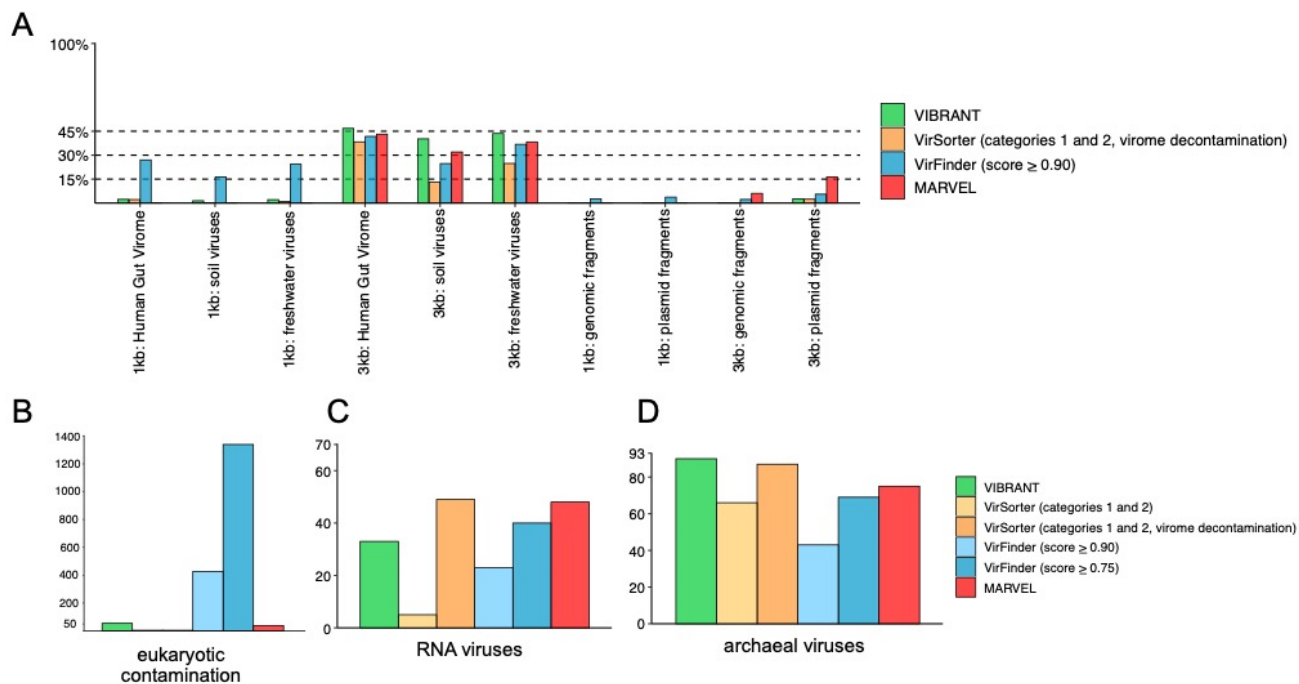 A
100%
45%
30%
15%
1kb: Human Gut Virome
1kb: soil viruses
1kb: freshwater viruses
3kb: Human Gut Virome
3kb: soil viruses
3kb: freshwater viruses
1kb: genomic fragments
1kb: plasmid fragments
3kb: genomic fragments
3kb: plasmid fragments
VIBRANT
VirSorter (categories 1 and 2, virome decontamination)
VirFinder (score ≥ 0.90)
MARVEL
B
1400
1200
1000
800
600
400
200
50
eukaryotic
contamination
C
70
60
40
20
0
RNA viruses
D
93
80
60
40
20
0
archaeal viruses
VIBRANT
VirSorter (categories 1 and 2)
VirSorter (categories 1 and 2, virome decontamination)
VirFinder (score ≥ 0.90)
VirFinder (score ≥ 0.75)
MARVEL